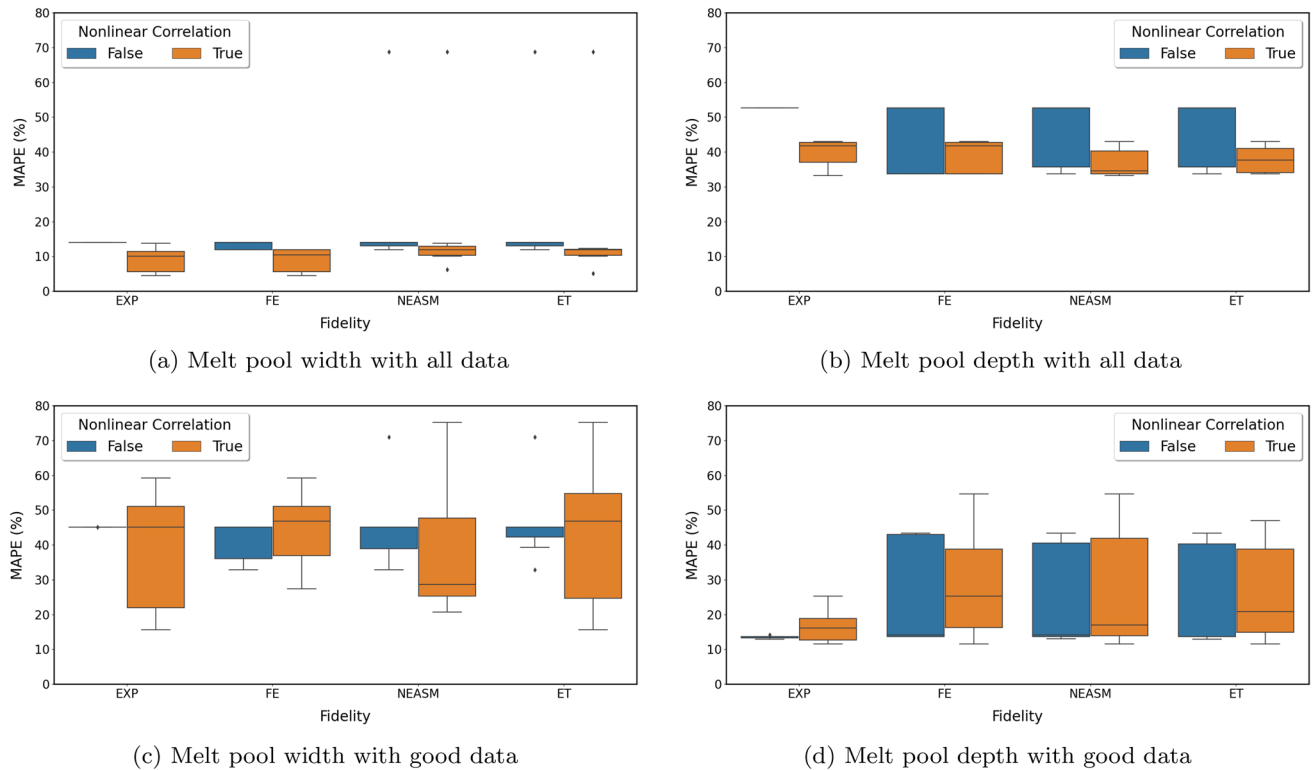 Nonlinear Correlation
False True
MAPE (%)
80
70
60
50
40
30
20
10
0
EXP FE NEASM ET
Fidelity
(a) Melt pool width with all data
Nonlinear Correlation
False True
MAPE (%)
80
70
60
50
40
30
20
10
0
EXP FE NEASM ET
Fidelity
(b) Melt pool depth with all data
Nonlinear Correlation
False True
MAPE (%)
80
70
60
50
40
30
20
10
0
EXP FE NEASM ET
Fidelity
(c) Melt pool width with good data
Nonlinear Correlation
False True
MAPE (%)
80
70
60
50
40
30
20
10
0
EXP FE NEASM ET
Fidelity
(d) Melt pool depth with good data